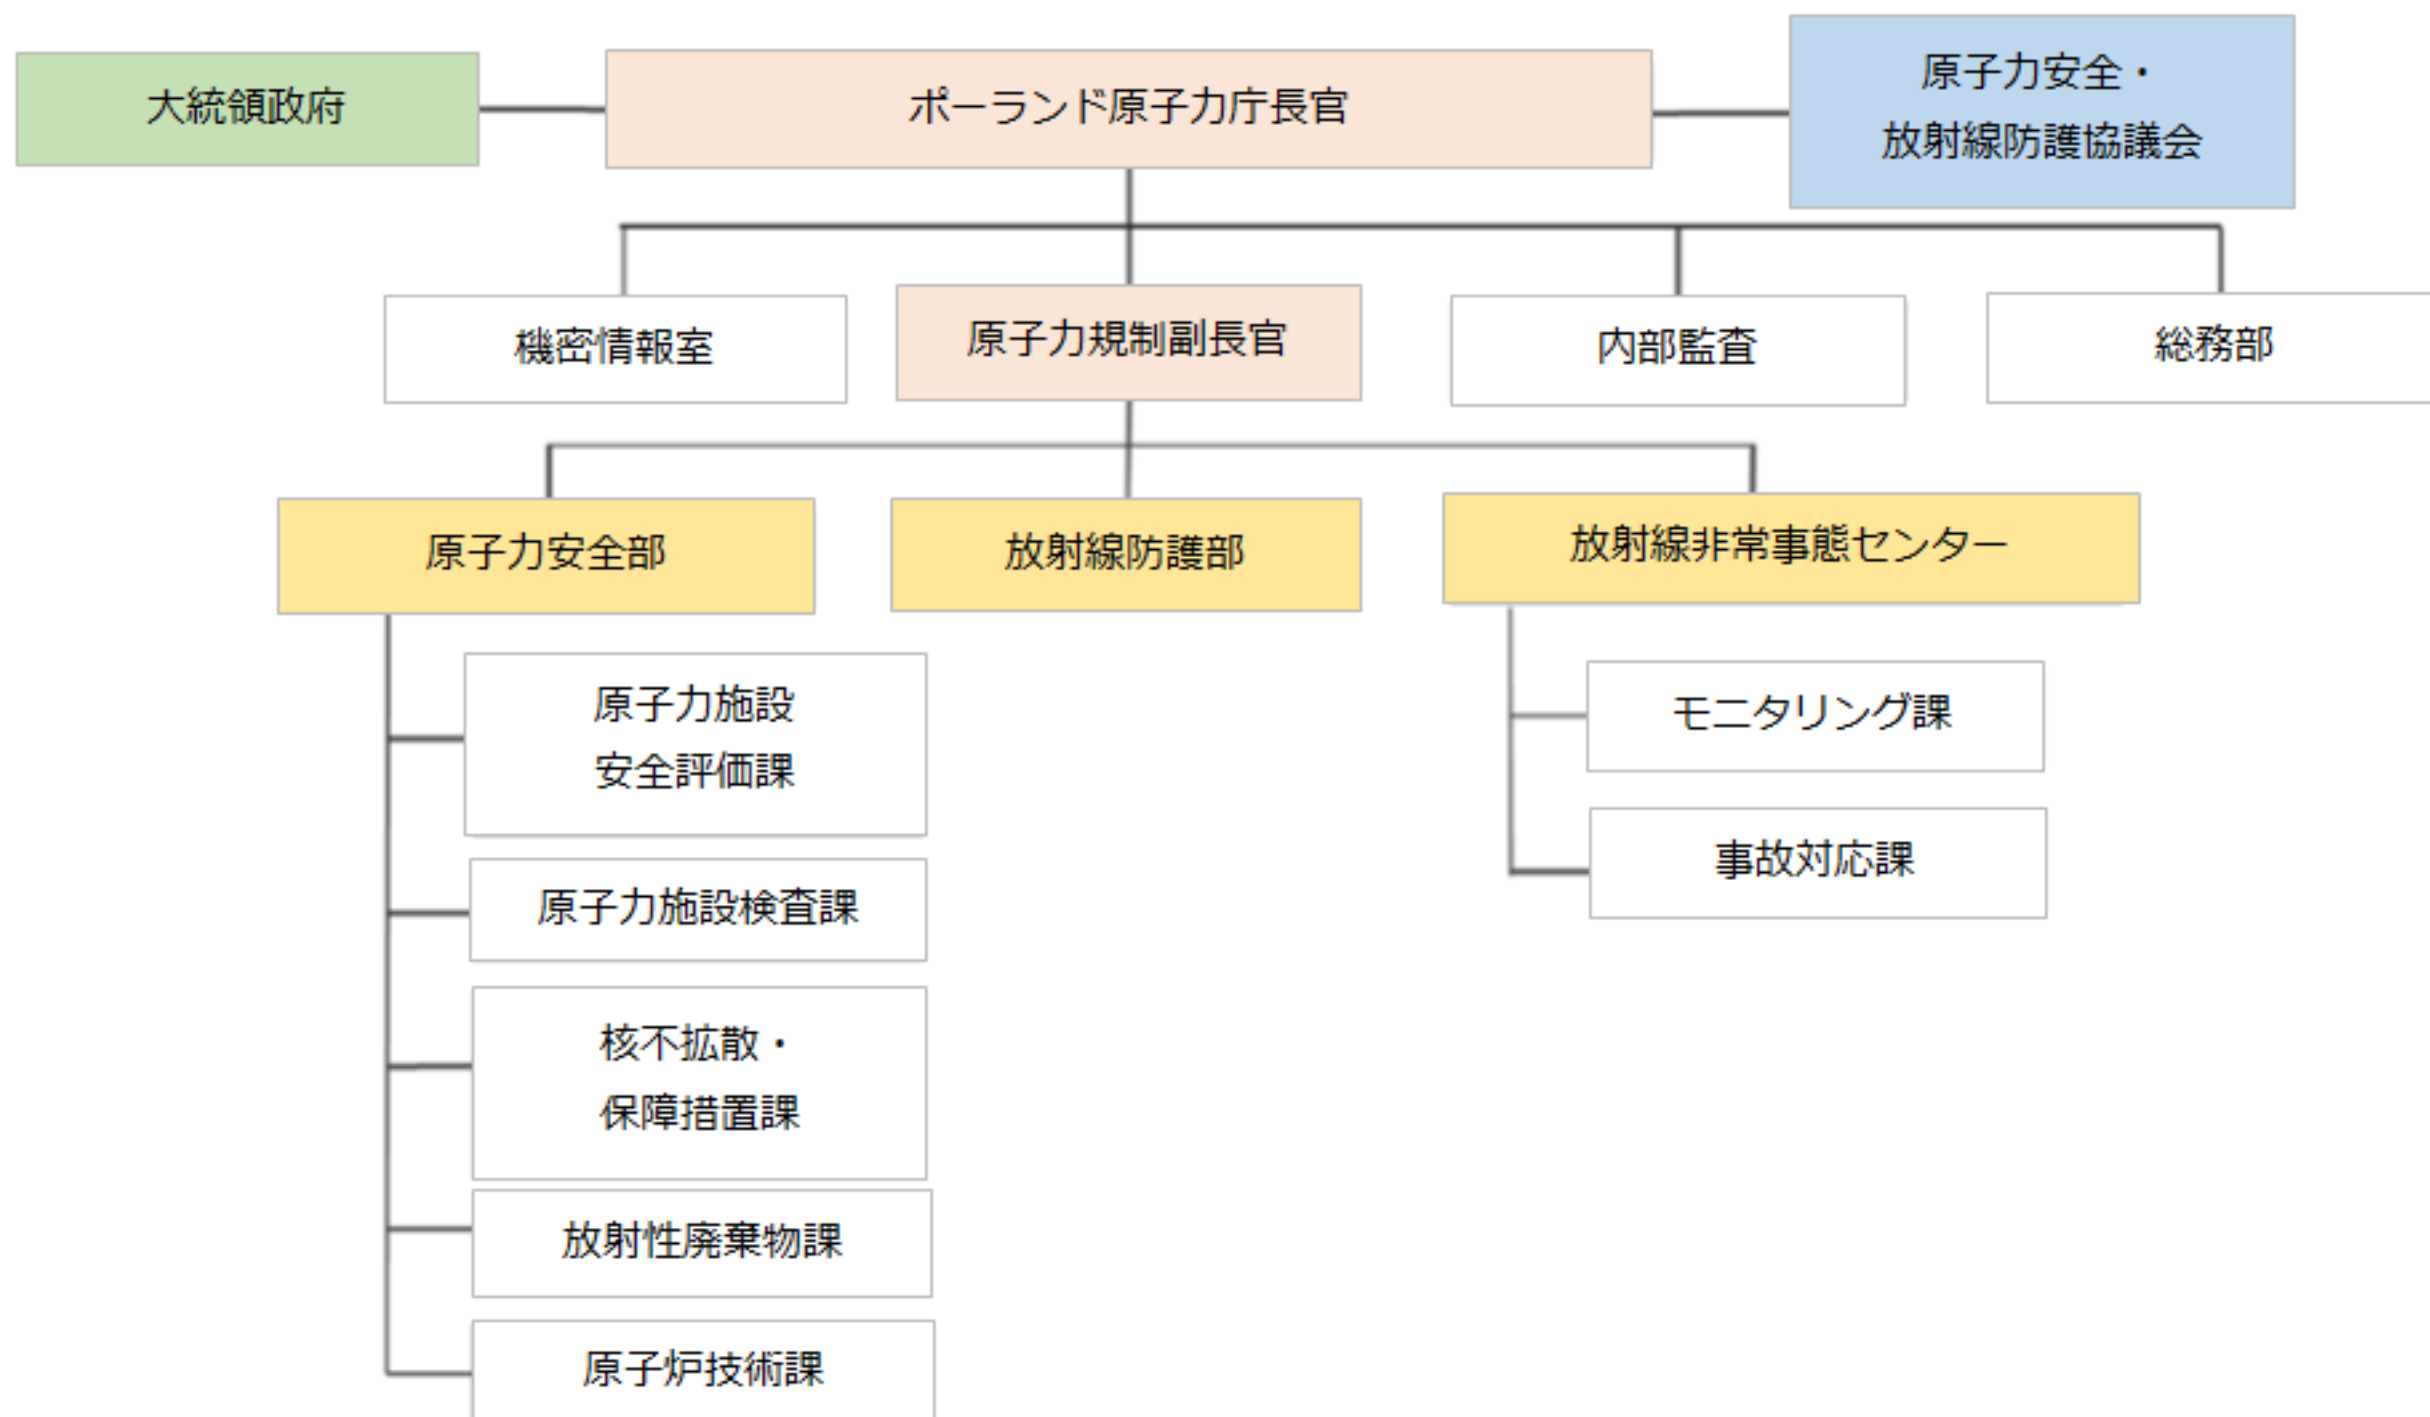 大統領政府
ポーランド原子力庁長官
原子力安全・
放射線防護協議会
機密情報室
原子力規制副長官
内部監査
総務部
原子力安全部
放射線防護部
放射線非常事態センター
原子力施設
安全評価課
原子力施設検査課
核不拡散・
保障措置課
放射性廃棄物課
原子炉技術課
モニタリング課
事故対応課